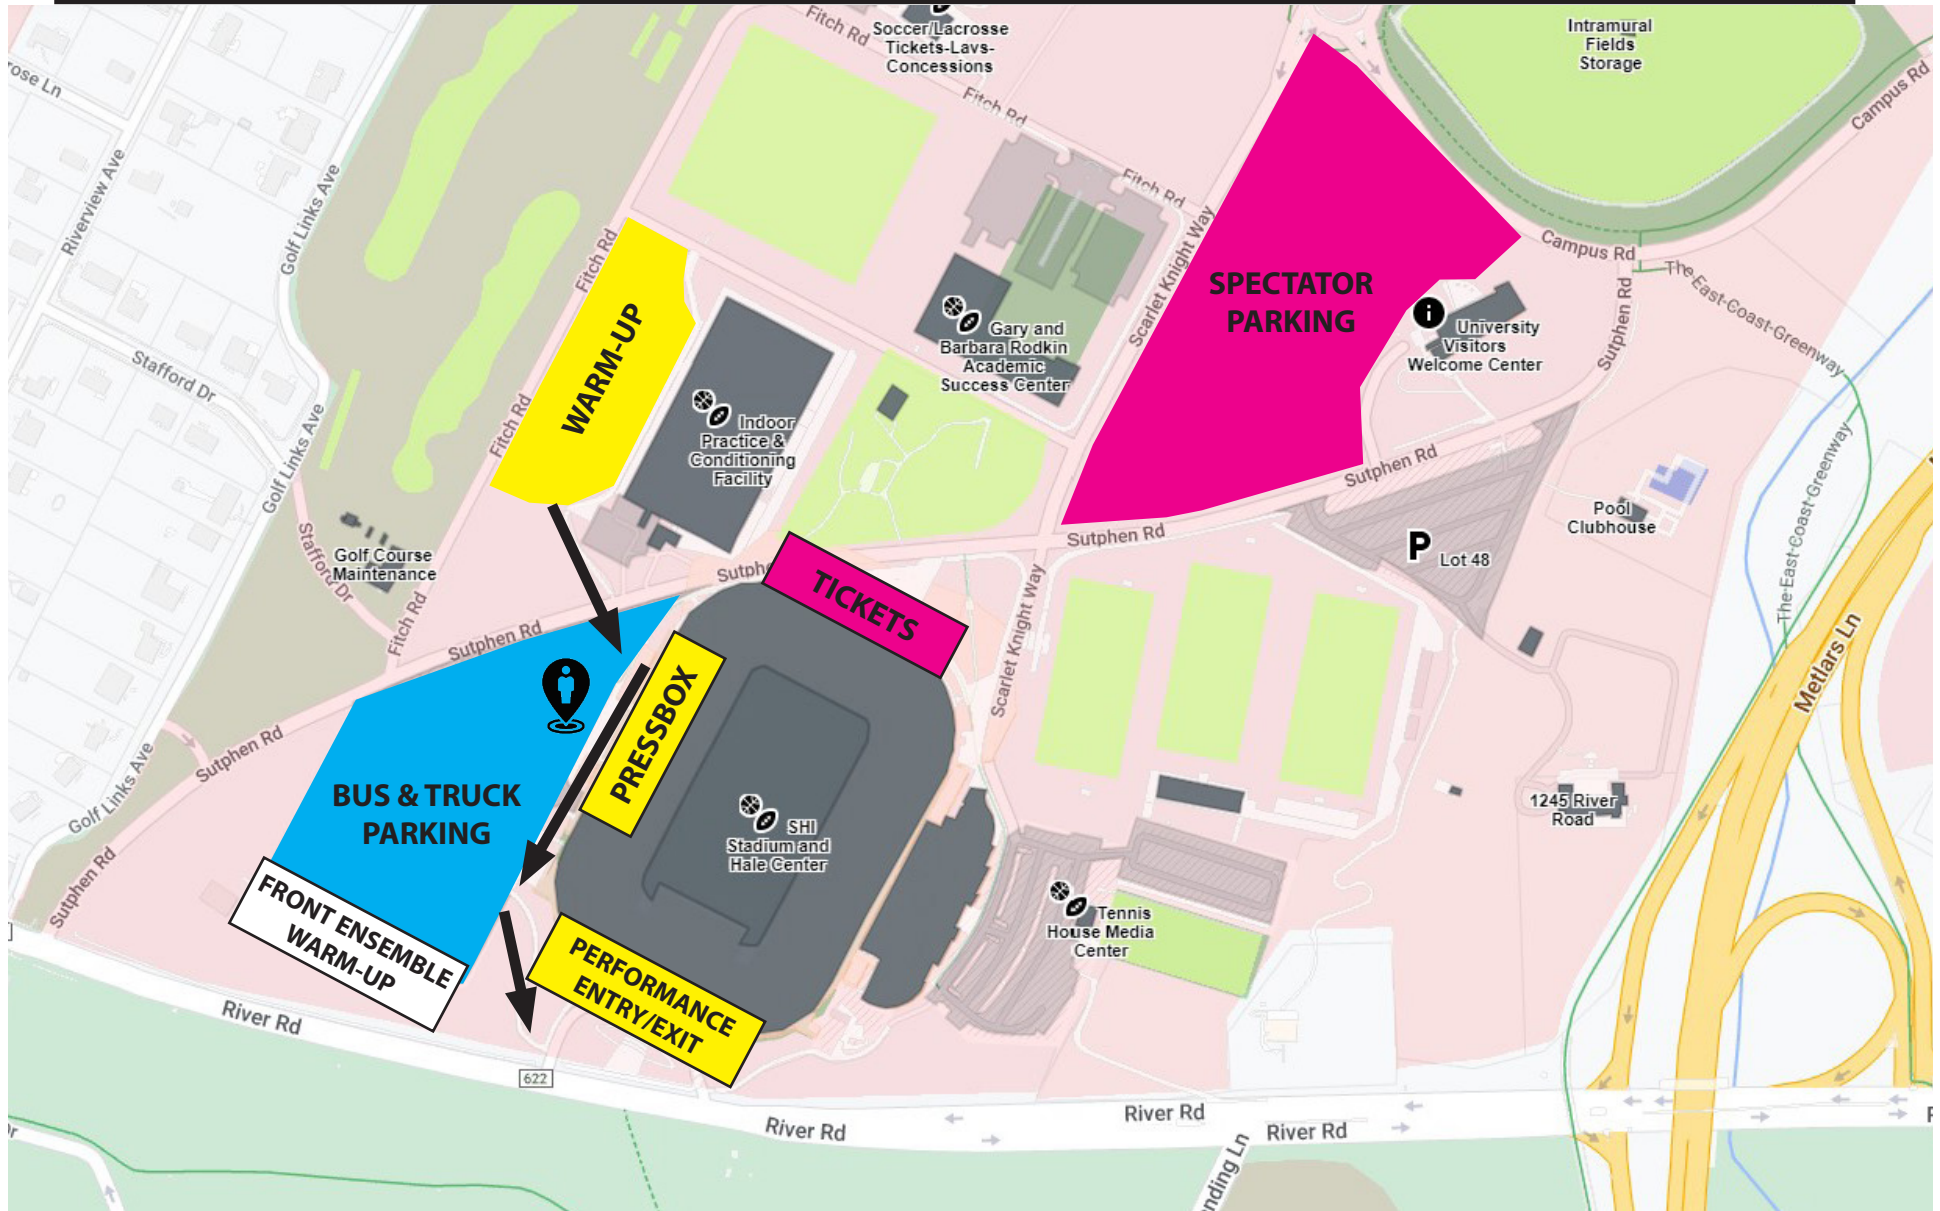 Fitch Rd
Soccer/Lacrosse
Tickets-Lavs-
Concessions
Intramural
Fields
Storage
rose Ln
Fitch Rd
Campus Rd
Riverview Ave
Golf Links Ave
Fitch Rd
Fitch Rd
Scarlet Knight Way
SPECTATOR
PARKING
Campus Rd
The-East-Coast-Greenway
Sutphen Rd
WARM-UP
Gary and
Barbara Rodkin
Academic
Success Center
i
University
Visitors
Welcome Center
Stafford Dr
Golf Links Ave
Fitch Rd
Indoor
Practice &
Conditioning
Facility
Sutphen Rd
The-East-Coast-Greenway
Pool
Clubhouse
P
Lot 48
Sutphen Rd
Golf Course
Maintenance
Stafford Dr
Fitch Rd
Sutphen Rd
Sutphe
TICKETS
Scarlet Knight Way
Metlars Ln
PRESSBOX
Sutphen Rd
BUS & TRUCK
PARKING
Golf Links Ave
SHI
Stadium and
Hale Center
1245 River
Road
Sutphen Rd
FRONT ENSEMBLE
WARM-UP
Tennis
House Media
Center
PERFORMANCE
ENTRY/EXIT
River Rd
622
River Rd
River Rd
River Rd
nding Ln